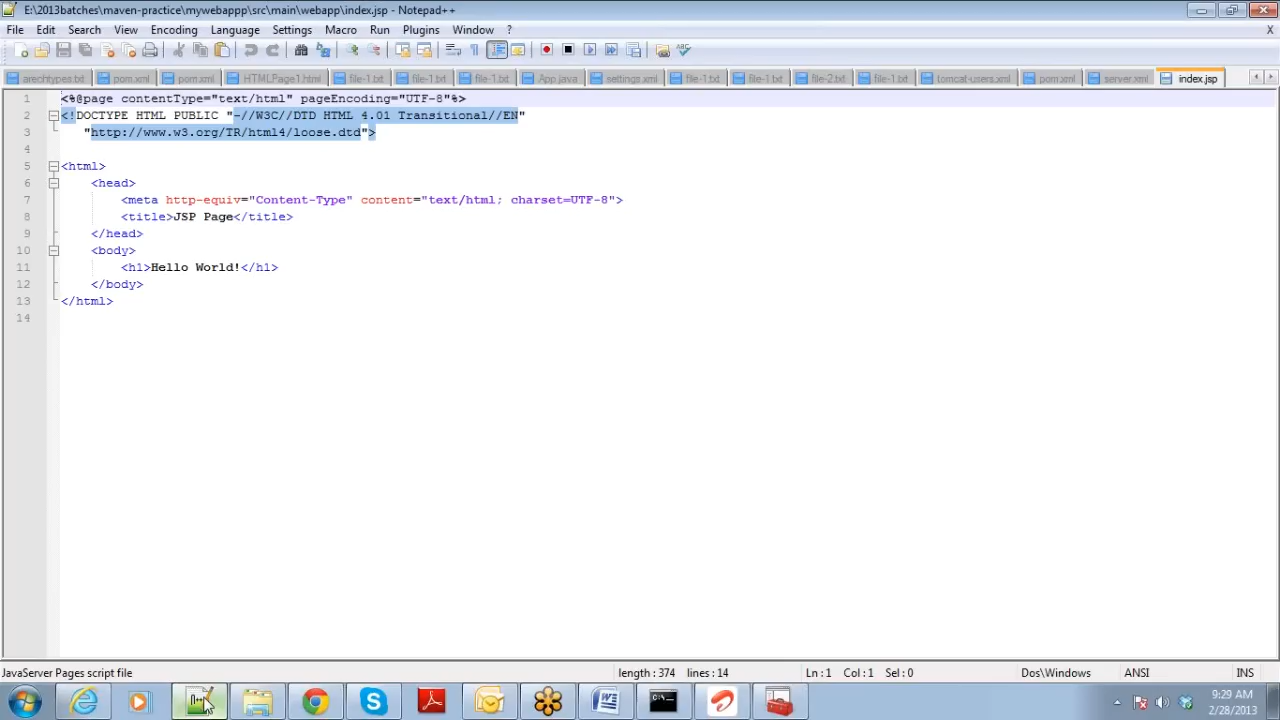 E:\2013batches\maven-practice\mywebappp\src\main\webapp\index.jsp - Notepad++
File Edit Search View Encoding Language Settings Macro Run Plugins Window ? X
arechtypes.txt pom.xml pom.xml HTMLPage1.html file-1.txt file-1.txt file-1.txt App.java settings.xml file-1.txt file-1.txt file-2.txt file-1.txt tomcat-users.xml pom.xml server.xml index.jsp
1 <%@page contentType="text/html" pageEncoding="UTF-8"%>
2 <!DOCTYPE HTML PUBLIC "-//W3C//DTD HTML 4.01 Transitional//EN"
3 "http://www.w3.org/TR/html4/loose.dtd">
4
5 <html>
6 <head>
7 <meta http-equiv="Content-Type" content="text/html; charset=UTF-8">
8 <title>JSP Page</title>
9 </head>
10 <body>
11 <h1>Hello World!</h1>
12 </body>
13 </html>
14
JavaServer Pages script file length : 374 lines : 14 Ln : 1 Col : 1 Sel : 0 Dos\Windows ANSI INS
9:29 AM
2/28/2013